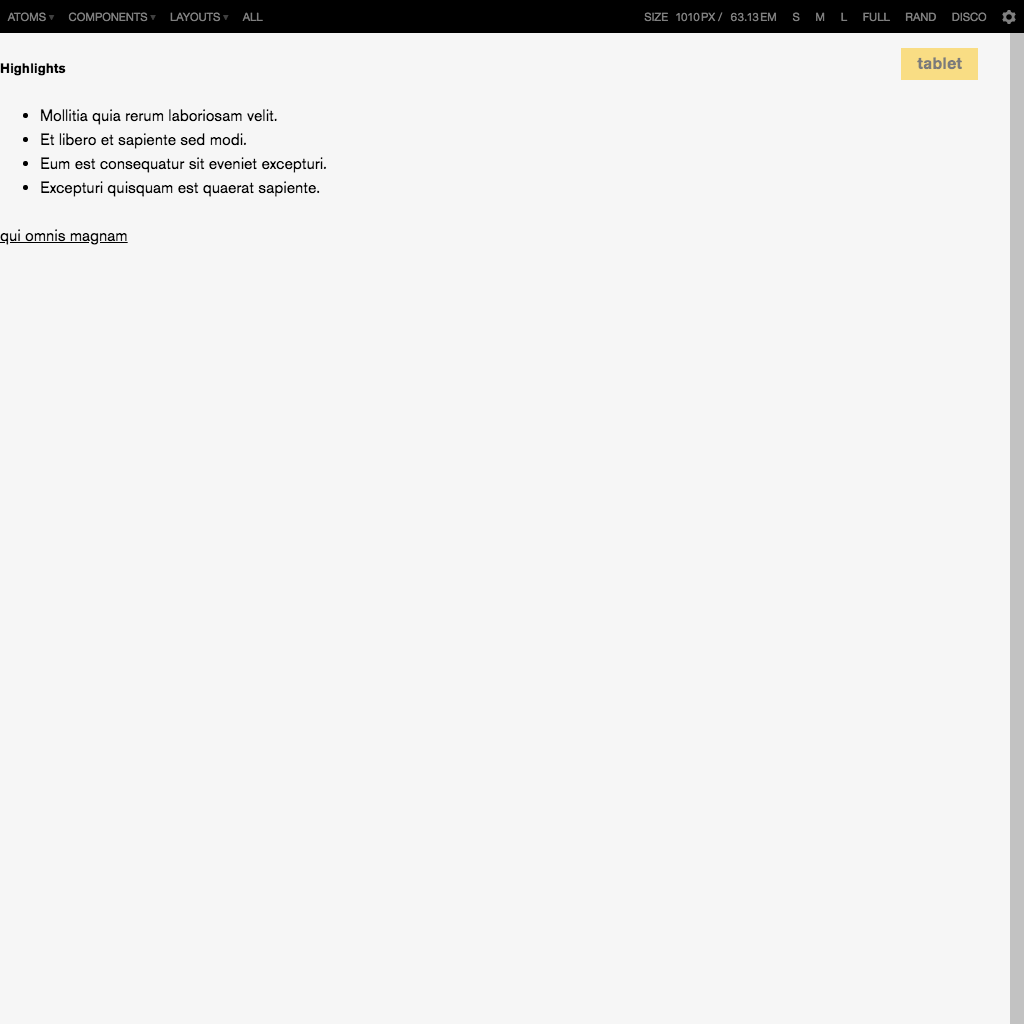 ATOMS ▾ COMPONENTS ▾ LAYOUTS ▾ ALL SIZE 1010PX / 63.13EM S M L FULL RAND DISCO
tablet
Highlights
• Mollitia quia rerum laboriosam velit.
• Et libero et sapiente sed modi.
• Eum est consequatur sit eveniet excepturi.
• Excepturi quisquam est quaerat sapiente.
qui omnis magnam